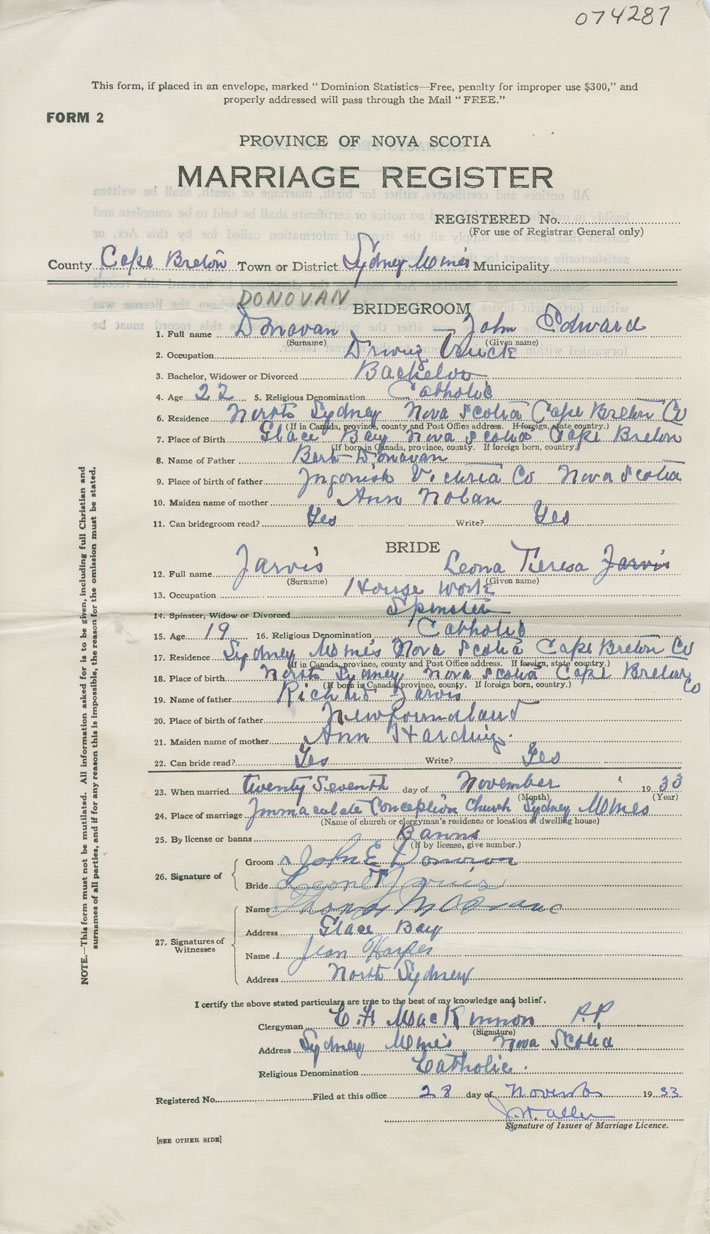 074287
This form, if placed in an envelope, marked "Dominion Statistics—Free, penalty for improper use $300," and
properly addressed will pass through the Mail "FREE."
FORM 2
PROVINCE OF NOVA SCOTIA
MARRIAGE REGISTER
REGISTERED No.
(For use of Registrar General only)
County Cape Breton Town or District Sydney Mines Municipality
DONOVAN
BRIDEGROOM
1. Full name Donavan John Edward
(Surname) (Given name)
2. Occupation Driving Truck
3. Bachelor, Widower or Divorced Bachelor
4. Age 22 5. Religious Denomination Catholic
6. Residence North Sydney Nova Scotia Cape Breton Co
(If in Canada, province, county and Post Office address. If foreign, state country.)
7. Place of Birth Glace Bay Nova Scotia Cape Breton
(If born in Canada, province, county. If foreign born, country.)
8. Name of Father Bert Donavan
9. Place of birth of father Ingonish Victria Co Nova Scotia
10. Maiden name of mother Ann Nolan
11. Can bridegroom read? Yes Write? Yes
BRIDE
12. Full name Jarvis Leona Theresa Jarvis
(Surname) (Given name)
13. Occupation House work
14. Spinster, Widow or Divorced Spinster
15. Age 19 16. Religious Denomination Catholic
17. Residence Sydney Mines Nova Scotia Cape Breton Co
(If in Canada, province, county and Post Office address. If foreign, state country.)
18. Place of birth North Sydney Nova Scotia Cape Breton Co
(If born in Canada, province, county. If foreign born, country.)
19. Name of father Richard Jarvis
20. Place of birth of father Newfoundland
21. Maiden name of mother Ann Harding.
22. Can bride read? Yes Write? Yes
23. When married twenty Seventh day of November 1933
(Month) (Year)
24. Place of marriage Immaculate Conception Church Sydney Mines
(Name of church or clergyman's residence or location of dwelling house)
25. By license or banns Banns
(If by license, give number.)
26. Signature of
Groom John E Donovan
Bride Leona T Jarvis
27. Signatures of Witnesses
Name Thomas
Address Glace Bay
Name Jean
Address North Sydney
I certify the above stated particulars are true to the best of my knowledge and belief.
Clergyman C. F. MacKinnon P.P.
(Signature)
Address Sydney Mines Nova Scotia
Religious Denomination Catholic.
Registered No. Filed at this office 28 day of Novemb 1933
Signature of Issuer of Marriage Licence.
[SEE OTHER SIDE]
NOTE.—This form must not be mutilated. All information asked for is to be given, including full Christian and
surnames of all parties, and if for any reason this is impossible, the reason for the omission must be stated.